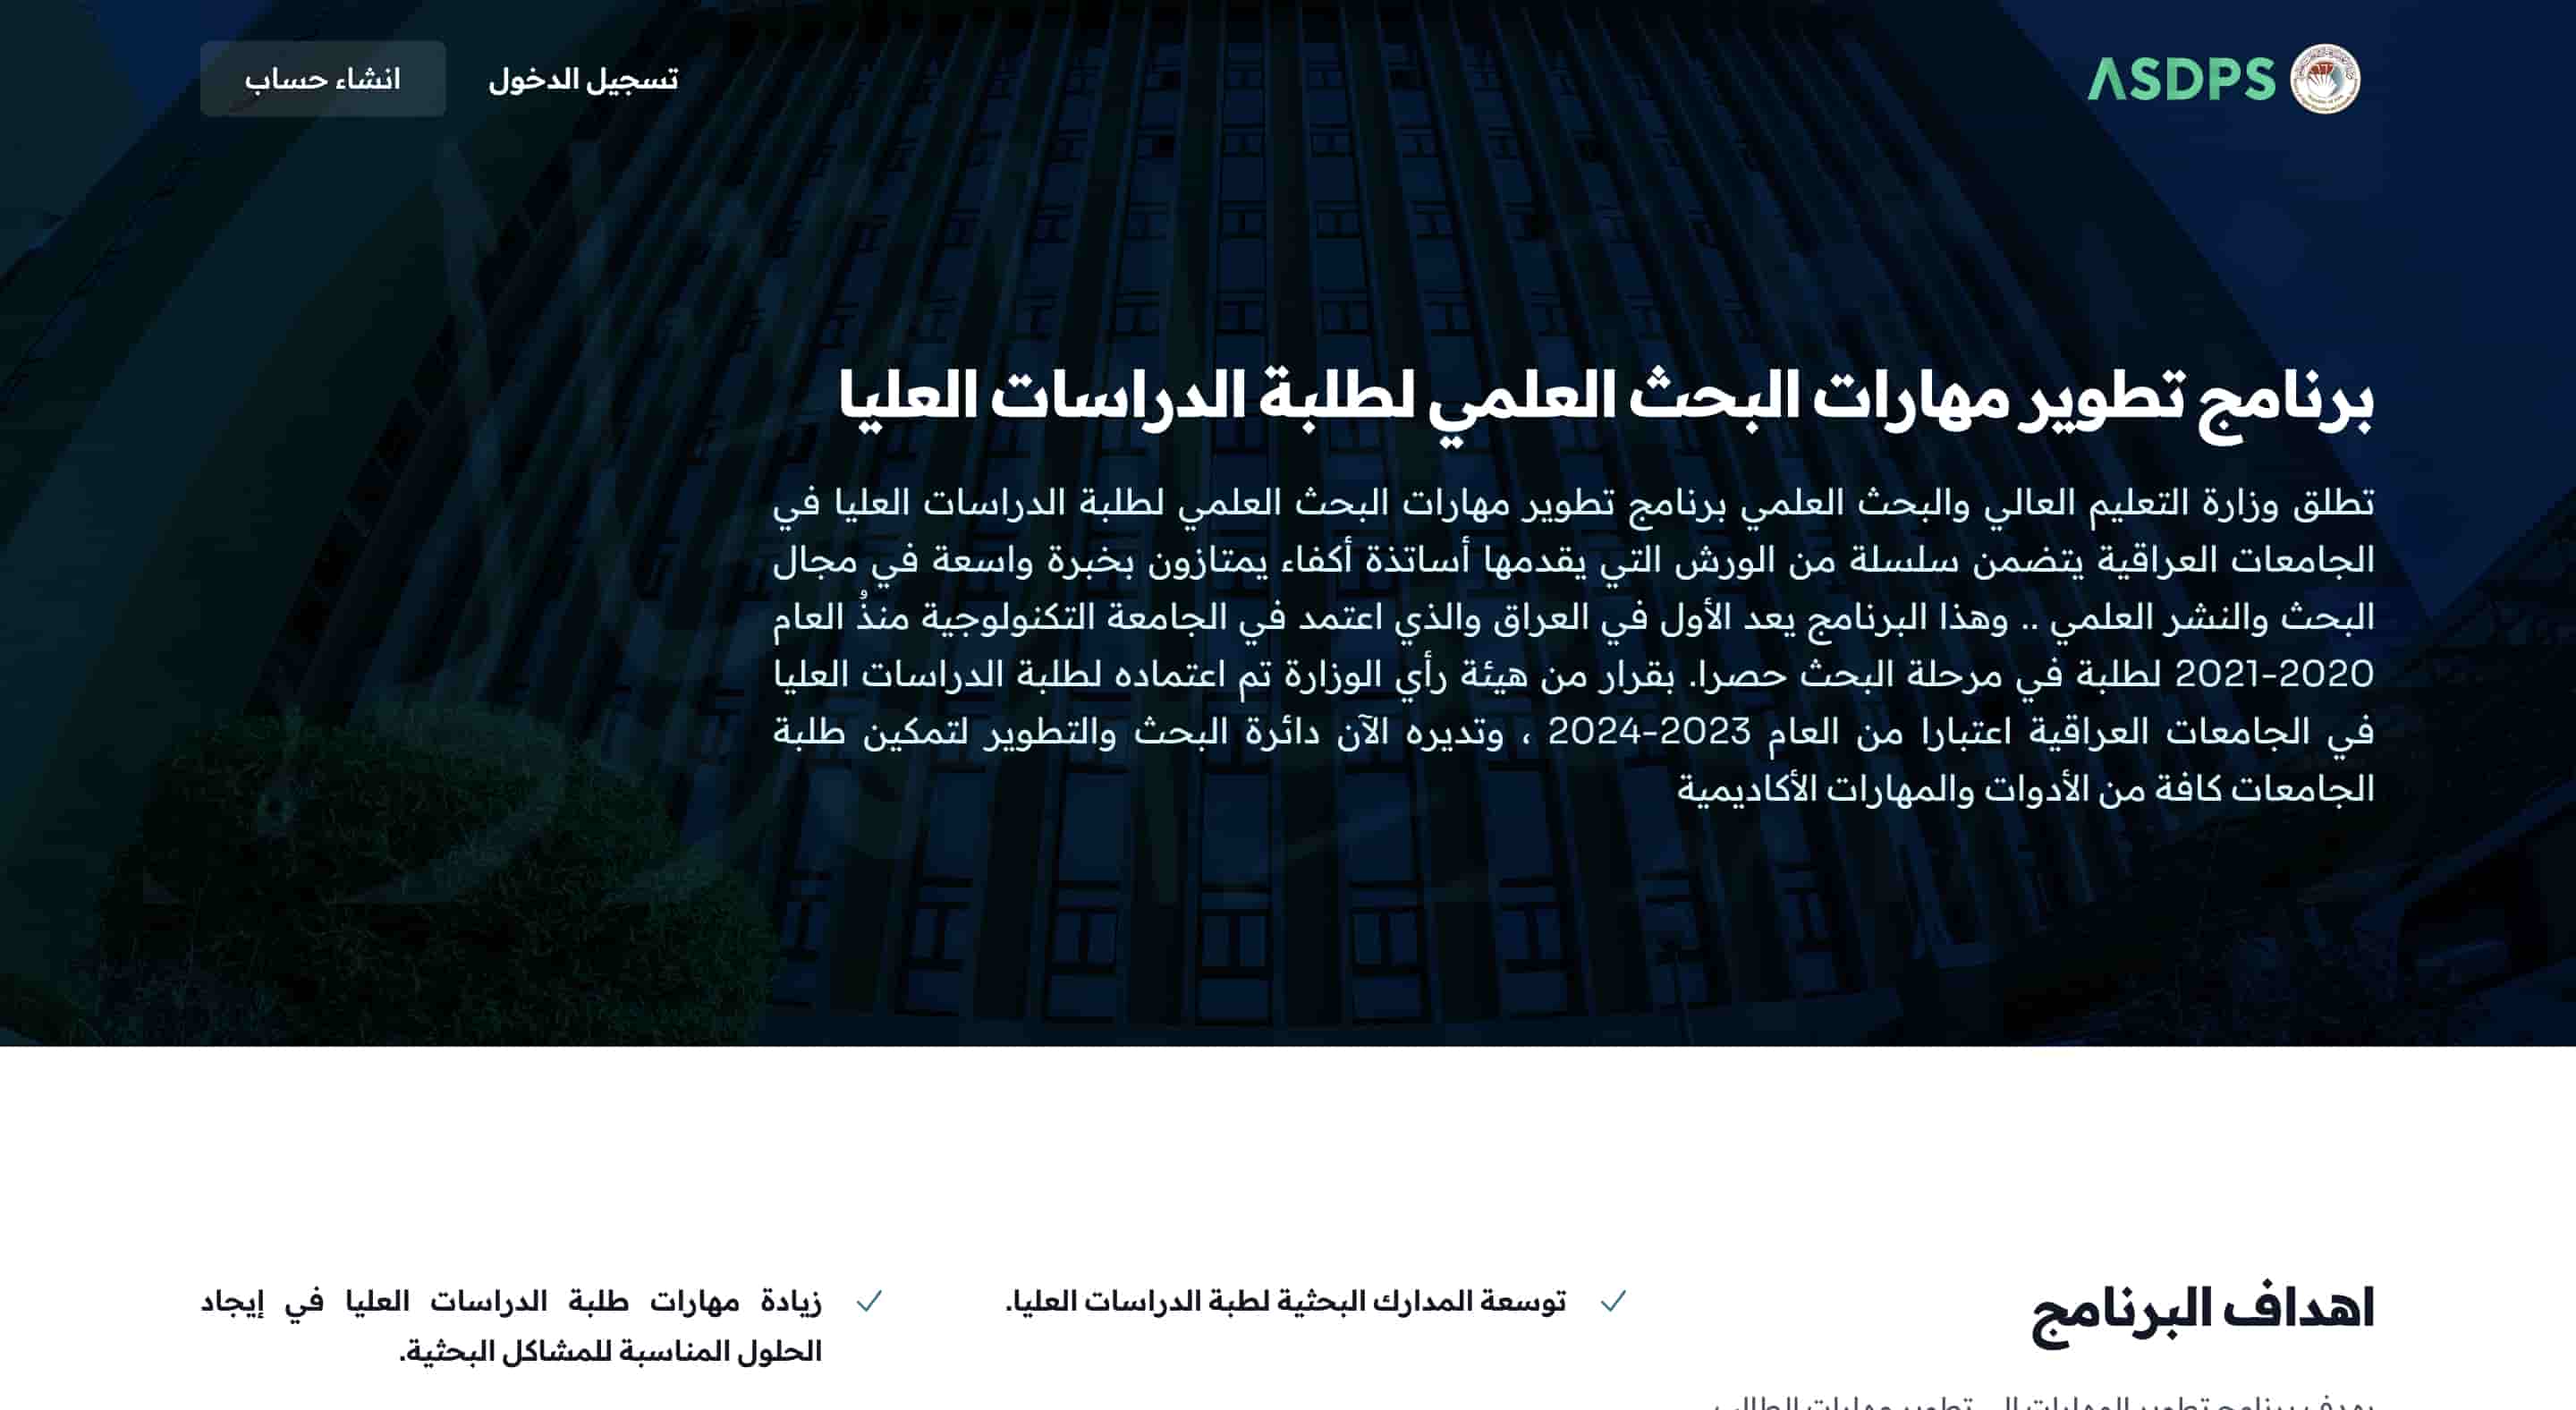 ASDPS
تسجيل الدخول
انشاء حساب
برنامج تطوير مهارات البحث العلمي لطلبة الدراسات العليا
تطلق وزارة التعليم العالي والبحث العلمي برنامج تطوير مهارات البحث العلمي لطلبة الدراسات العليا في
الجامعات العراقية يتضمن سلسلة من الورش التي يقدمها أساتذة أكفاء يمتازون بخبرة واسعة في مجال
البحث والنشر العلمي .. وهذا البرنامج يعد الأول في العراق والذي اعتمد في الجامعة التكنولوجية منذُ العام
2020-2021 لطلبة في مرحلة البحث حصرا. بقرار من هيئة رأي الوزارة تم اعتماده لطلبة الدراسات العليا
في الجامعات العراقية اعتبارا من العام 2023-2024 ، وتديره الآن دائرة البحث والتطوير لتمكين طلبة
الجامعات كافة من الأدوات والمهارات الأكاديمية
اهداف البرنامج
توسعة المدارك البحثية لطبة الدراسات العليا.
زيادة مهارات طلبة الدراسات العليا في إيجاد
الحلول المناسبة للمشاكل البحثية.